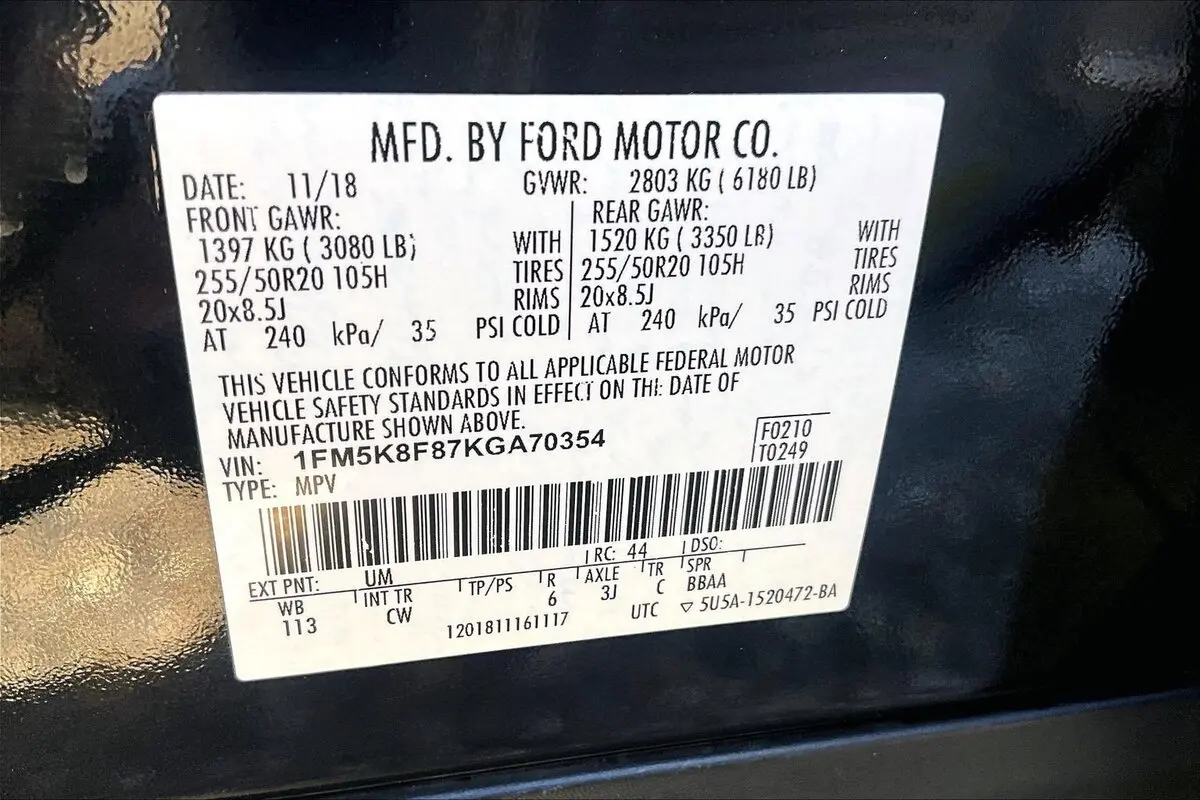 MFD. BY FORD MOTOR CO.
DATE: 11/18 GVWR: 2803 KG ( 6180 LB)
FRONT GAWR: REAR GAWR:
1397 KG ( 3080 LB) WITH 1520 KG ( 3350 LB) WITH
255/50R20 105H TIRES 255/50R20 105H TIRES
20x8.5J RIMS 20x8.5J RIMS
AT 240 kPa/ 35 PSI COLD AT 240 kPa/ 35 PSI COLD
THIS VEHICLE CONFORMS TO ALL APPLICABLE FEDERAL MOTOR
VEHICLE SAFETY STANDARDS IN EFFECT ON THE DATE OF
MANUFACTURE SHOWN ABOVE.
VIN: 1FM5K8F87KGA70354 F0210
TYPE: MPV T0249
EXT PNT: UM RC: 44 DSO:
WB INT TR TP/PS R AXLE TR SPR
113 CW 6 3J C BBAA
1201811161117 UTC ▽ 5U5A-1520472-BA